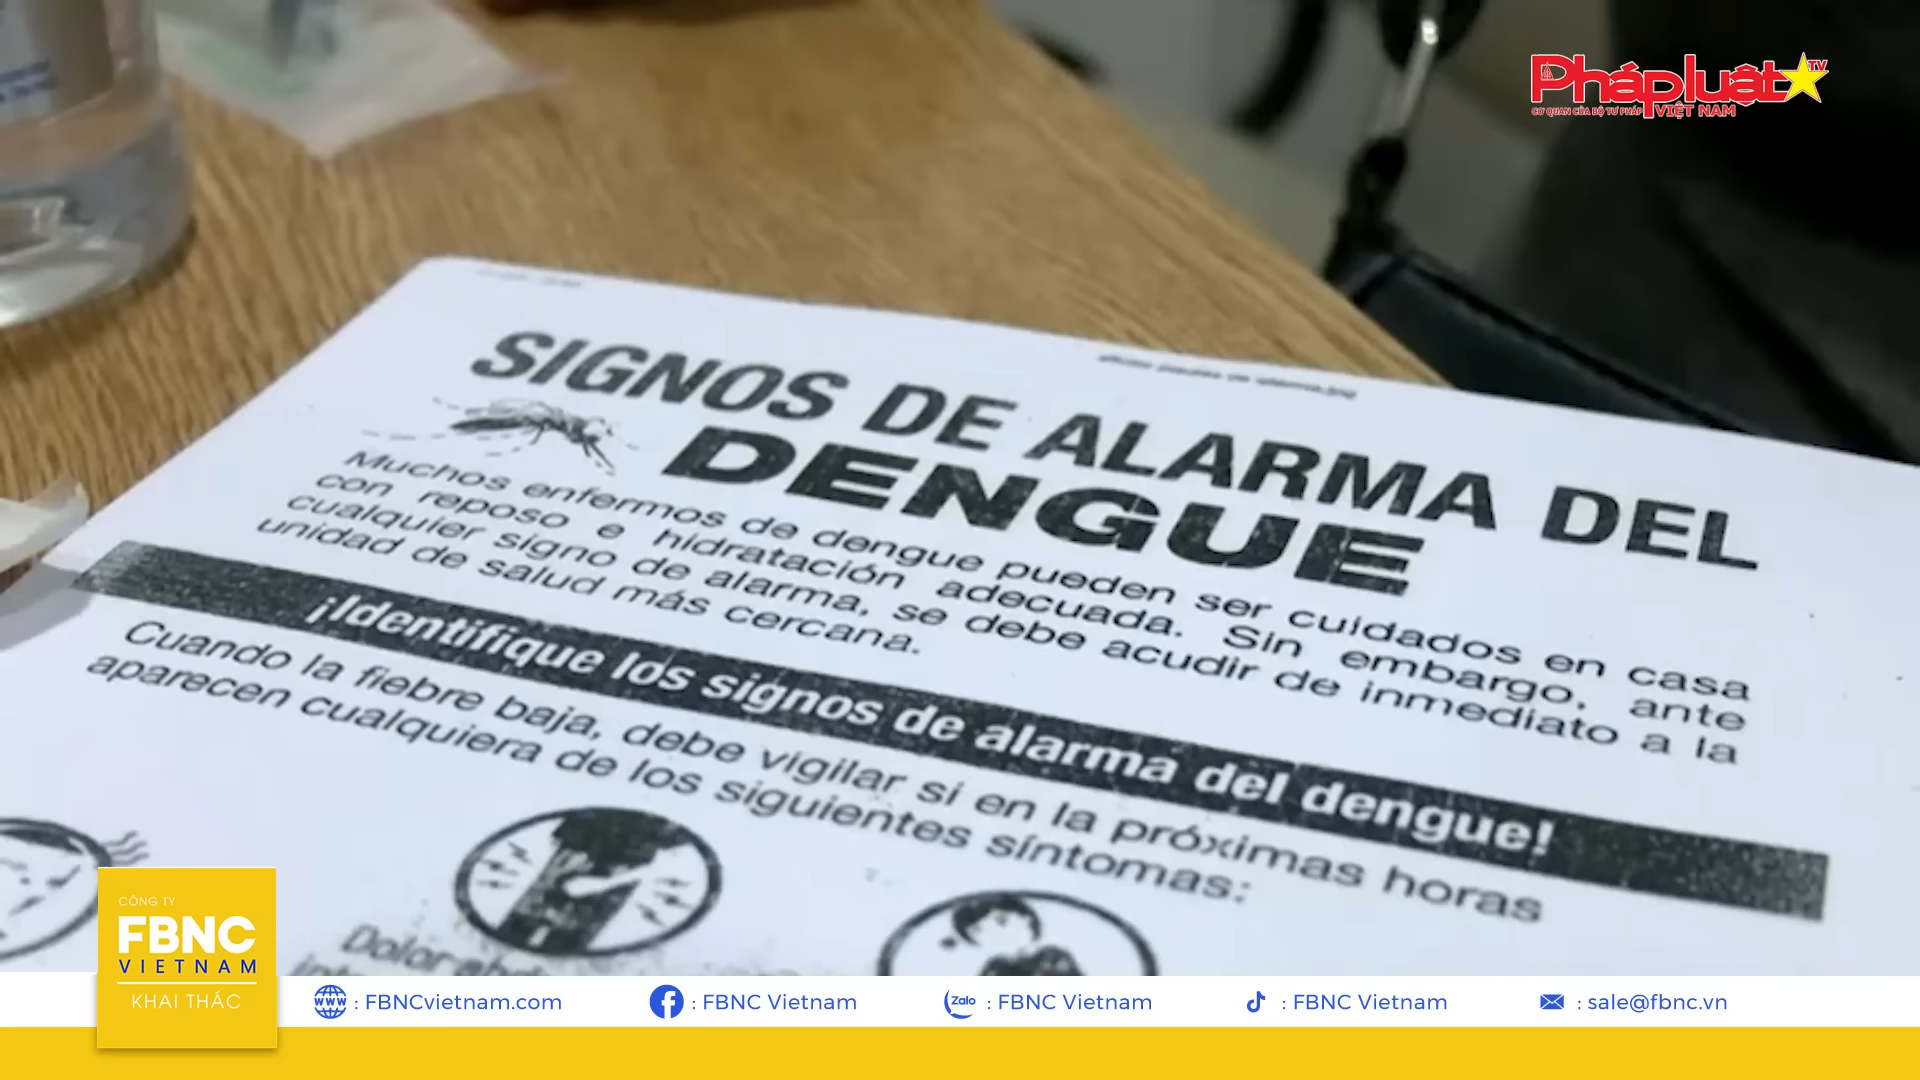 Phápluật TV
CƠ QUAN CỦA BỘ TƯ PHÁP VIỆT NAM
SIGNOS DE ALARMA DEL
DENGUE
Muchos enfermos de dengue pueden ser cuidados en casa
con reposo e hidratación adecuada. Sin embargo, ante
cualquier signo de alarma, se debe acudir de inmediato a la
unidad de salud más cercana.
¡Identifique los signos de alarma del dengue!
Cuando la fiebre baja, debe vigilar si en la próximas horas
aparecen cualquiera de los siguientes síntomas:
Dolor
CÔNG TY
FBNC
VIETNAM
KHAI THÁC
: FBNCvietnam.com
: FBNC Vietnam
Zalo : FBNC Vietnam
: FBNC Vietnam
: sale@fbnc.vn